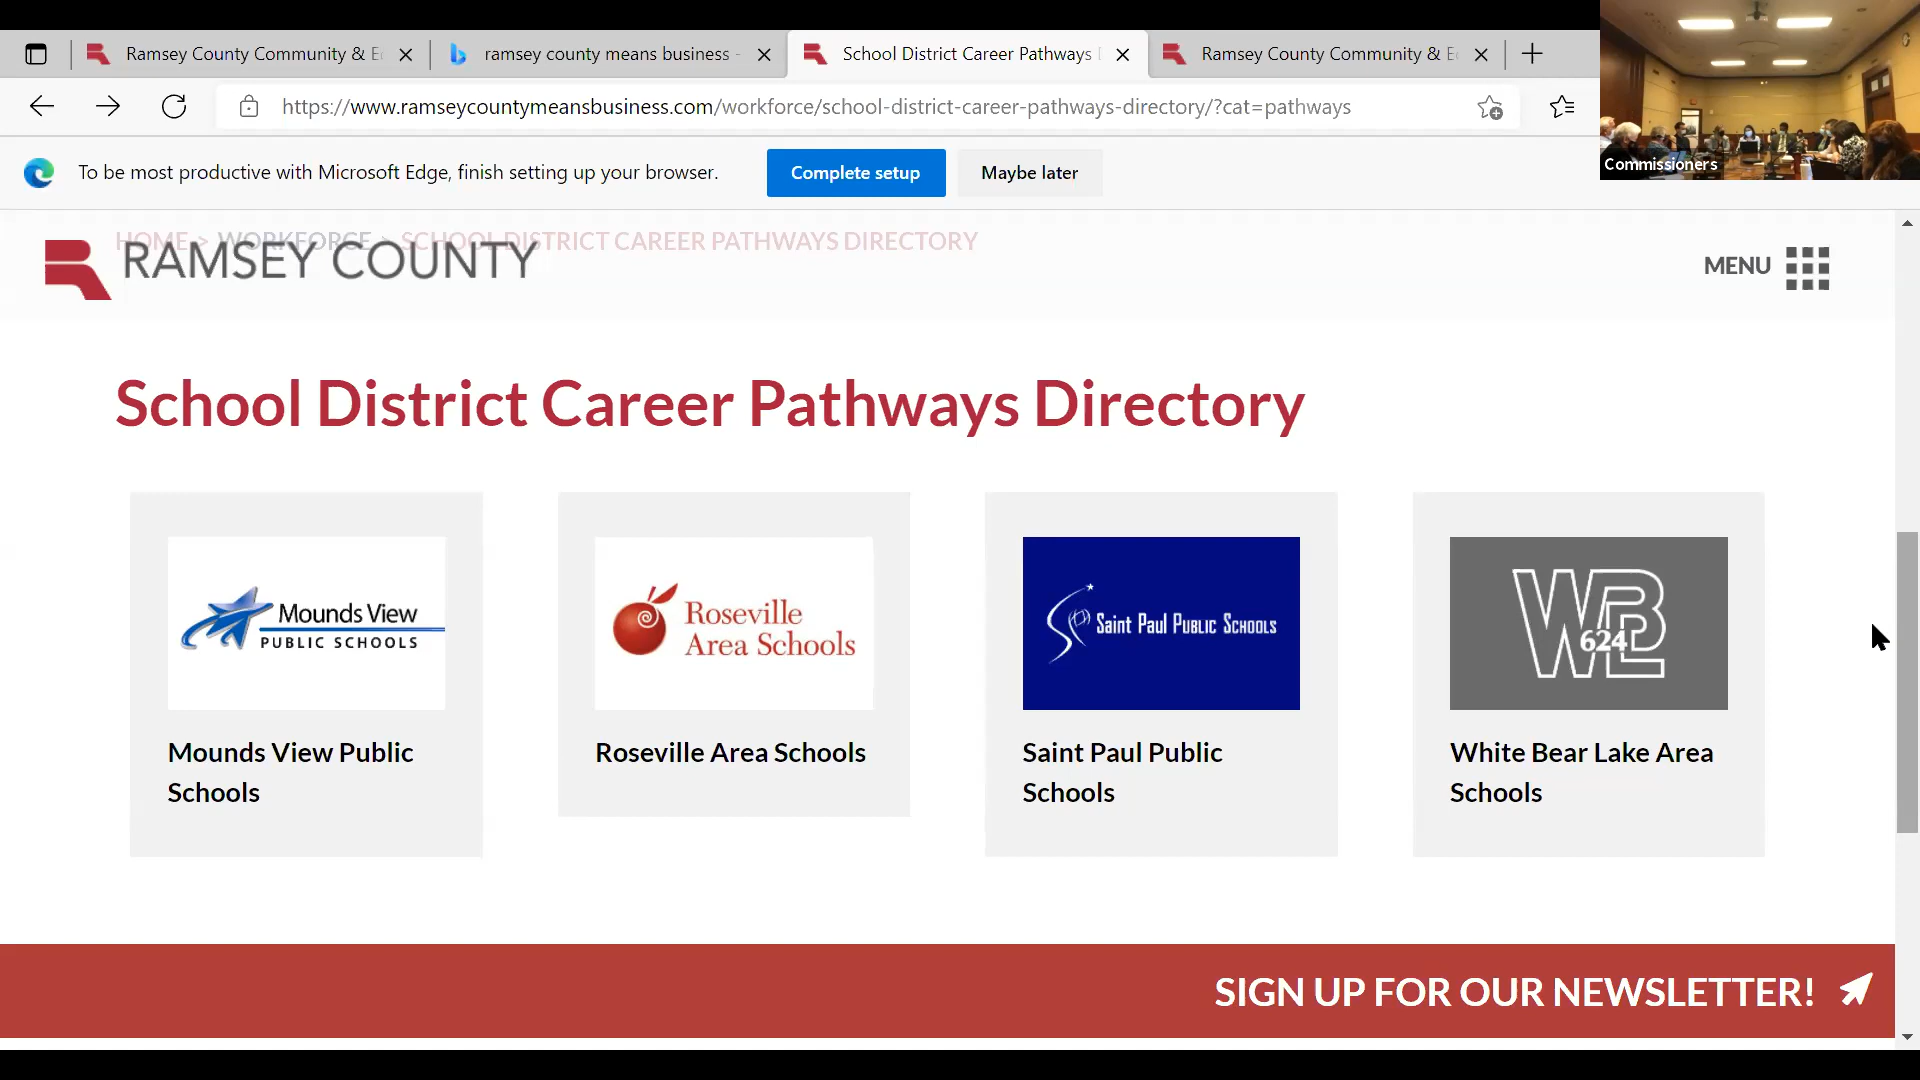 Ramsey County Community & E
ramsey county means business -
School District Career Pathways
Ramsey County Community & E
https://www.ramseycountymeansbusiness.com/workforce/school-district-career-pathways-directory/?cat=pathways
Commissioners
To be most productive with Microsoft Edge, finish setting up your browser.
Complete setup
Maybe later
HOME > WORKFORCE > SCHOOL DISTRICT CAREER PATHWAYS DIRECTORY
RAMSEY COUNTY
MENU
School District Career Pathways Directory
Mounds View
PUBLIC SCHOOLS
Roseville
Area Schools
Saint Paul Public Schools
WBL
624
Mounds View Public
Schools
Roseville Area Schools
Saint Paul Public
Schools
White Bear Lake Area
Schools
SIGN UP FOR OUR NEWSLETTER!